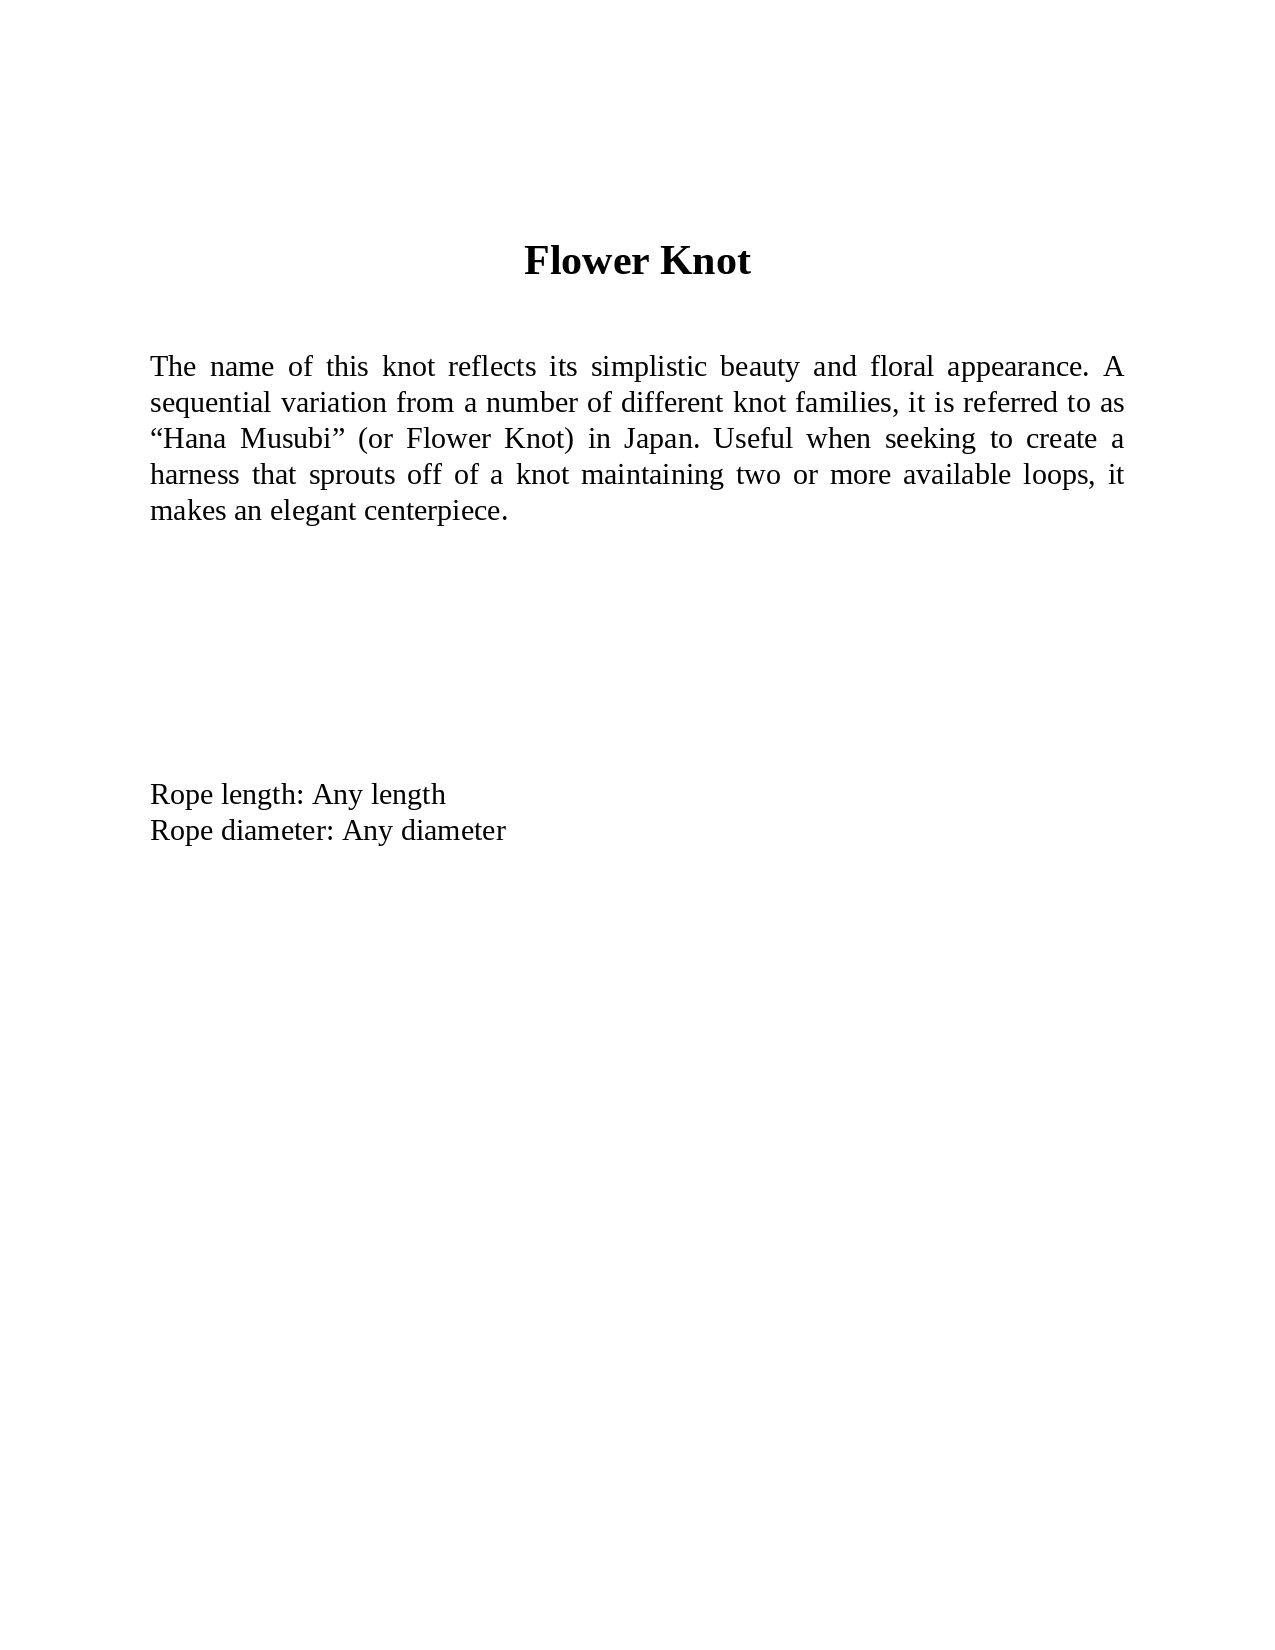 Flower Knot
The name of this knot reflects its simplistic beauty and floral appearance. A
sequential variation from a number of different knot families, it is referred to as
“Hana Musubi” (or Flower Knot) in Japan. Useful when seeking to create a
harness that sprouts off of a knot maintaining two or more available loops, it
makes an elegant centerpiece.
Rope length: Any length
Rope diameter: Any diameter